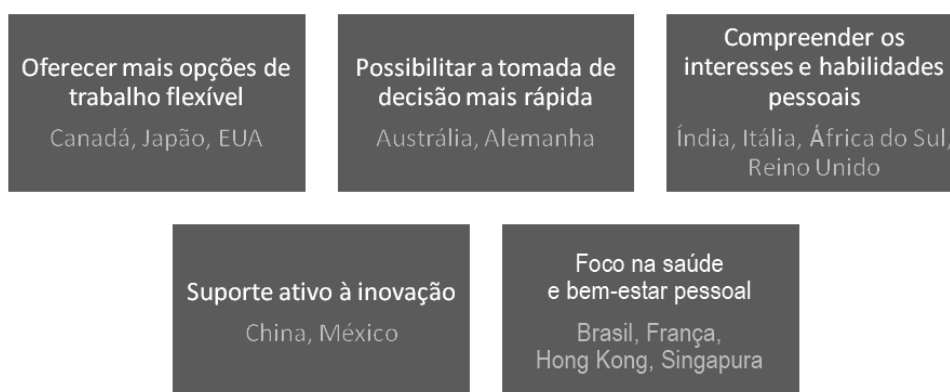 Oferecer mais opções de
trabalho flexível
Canadá, Japão, EUA
Possibilitar a tomada de
decisão mais rápida
Austrália, Alemanha
Compreender os
interesses e habilidades
pessoais
Índia, Itália, África do Sul,
Reino Unido
Suporte ativo à inovação
China, México
Foco na saúde
e bem-estar pessoal
Brasil, França,
Hong Kong, Singapura